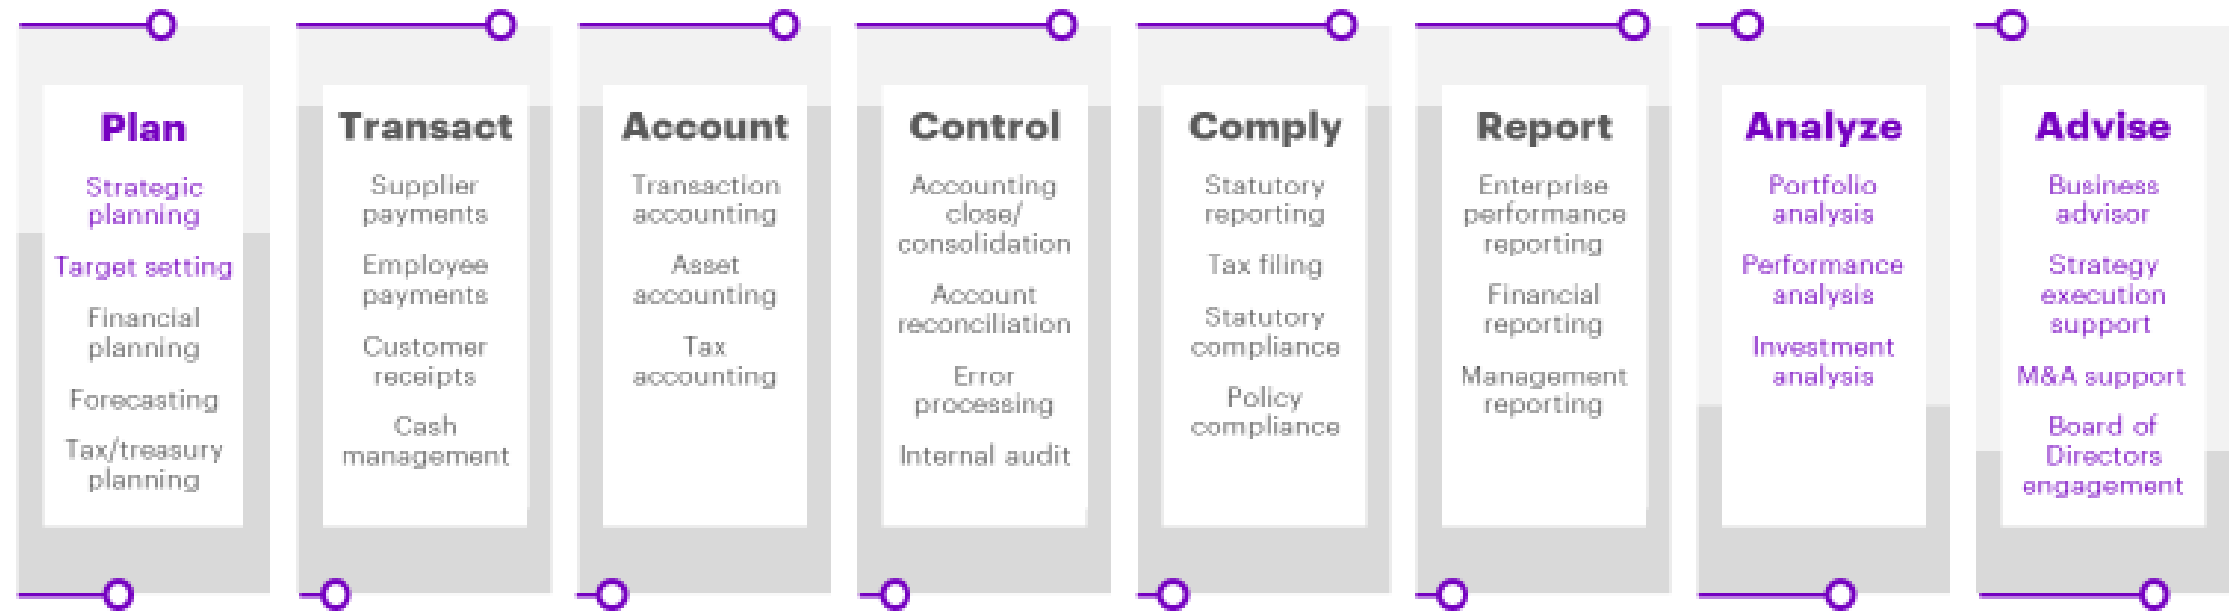 Plan
Strategic
planning
Target setting
Financial
planning
Forecasting
Tax/treasury
planning
Transact
Supplier
payments
Employee
payments
Customer
receipts
Cash
management
Account
Transaction
accounting
Asset
accounting
Tax
accounting
Control
Accounting
close/
consolidation
Account
reconciliation
Error
processing
Internal audit
Comply
Statutory
reporting
Tax filing
Statutory
compliance
Policy
compliance
Report
Enterprise
performance
reporting
Financial
reporting
Management
reporting
Analyze
Portfolio
analysis
Performance
analysis
Investment
analysis
Advise
Business
advisor
Strategy
execution
support
M&A support
Board of
Directors
engagement